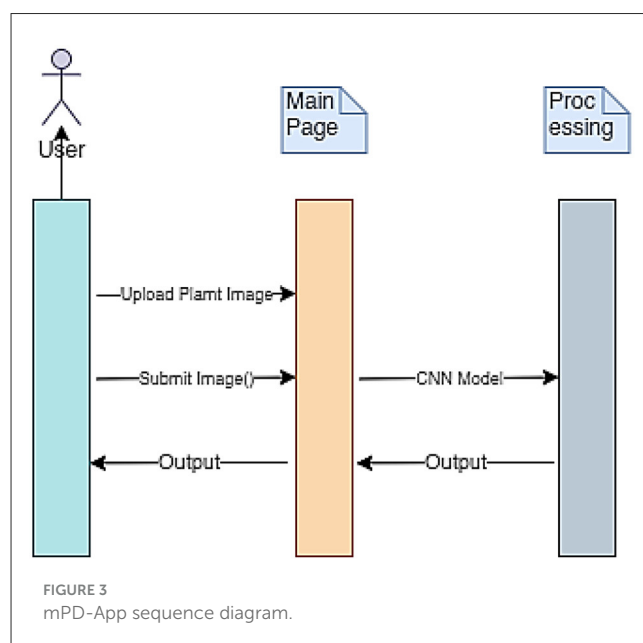 Main
Page
Proc
essing
User
Upload Plamt Image
Submit Image()
CNN Model
Output
Output
FIGURE 3
mPD-App sequence diagram.